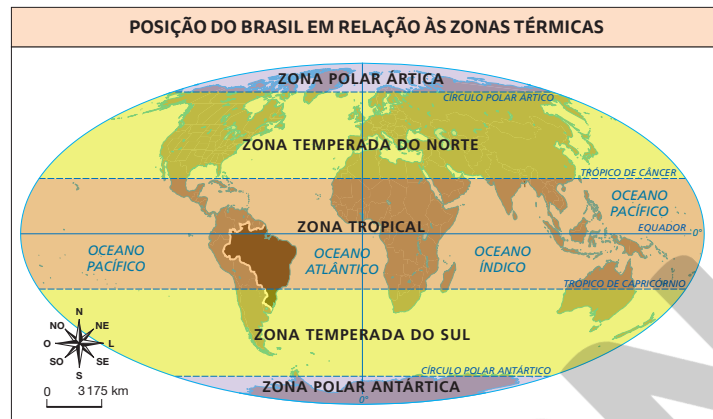 POSIÇÃO DO BRASIL EM RELAÇÃO ÀS ZONAS TÉRMICAS
ZONA POLAR ÁRTICA
CÍRCULO POLAR ÁRTICO
ZONA TEMPERADA DO NORTE
TRÓPICO DE CÂNCER
OCEANO
PACÍFICO
ZONA TROPICAL
EQUADOR
0°
OCEANO
PACÍFICO
OCEANO
ATLÂNTICO
OCEANO
ÍNDICO
TRÓPICO DE CAPRICÓRNIO
ZONA TEMPERADA DO SUL
N
NO
NE
O
L
SO
SE
S
CÍRCULO POLAR ANTÁRTICO
ZONA POLAR ANTÁRTICA
0°
0
3 175 km